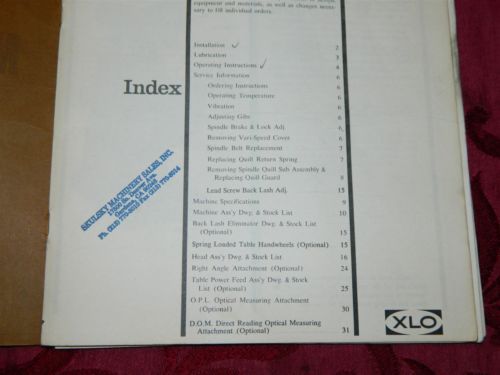 equipment and materials, as well as changes neces-
sary to fill individual orders.
Index
Installation 2
Lubrication 3
Operating Instructions 4
Service Information 6
Ordering Instructions 6
Operating Temperature 6
Vibration 6
Adjusting Gibs 6
Spindle Brake & Lock Adj. 6
Removing Vari-Speed Cover 6
Spindle Belt Replacement 7
Replacing Quill Return Spring 7
Removing Spindle Quill Sub Assembly &
Replacing Quill Guard 8
Lead Screw Back Lash Adj. 15
Machine Specifications 9
Machine Ass'y Dwg. & Stock List 10
Back Lash Eliminator Dwg. & Stock List
(Optional) 15
Spring Loaded Table Handwheels (Optional) 15
Head Ass'y Dwg. & Stock List 16
Right Angle Attachment (Optional) 24
Table Power Feed Ass'y Dwg. & Stock
List (Optional) 25
O.P.L. Optical Measuring Attachment
(Optional) 30
D.O.M. Direct Reading Optical Measuring
Attachment (Optional) 31
SKULSKY MACHINERY SALES, INC.
Gardena, CA
XLO